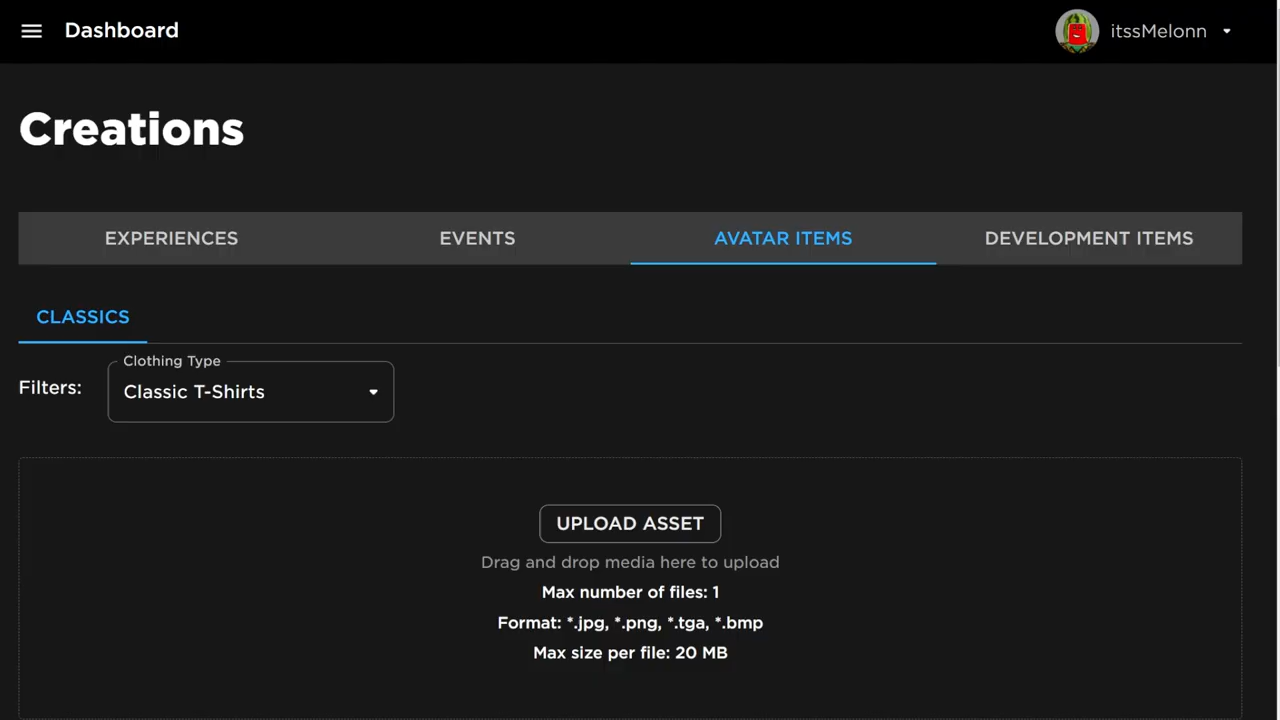 Dashboard
itssMelonn
Creations
EXPERIENCES
EVENTS
AVATAR ITEMS
DEVELOPMENT ITEMS
CLASSICS
Clothing Type
Filters:
Classic T-Shirts
UPLOAD ASSET
Drag and drop media here to upload
Max number of files: 1
Format: *.jpg, *.png, *.tga, *.bmp
Max size per file: 20 MB